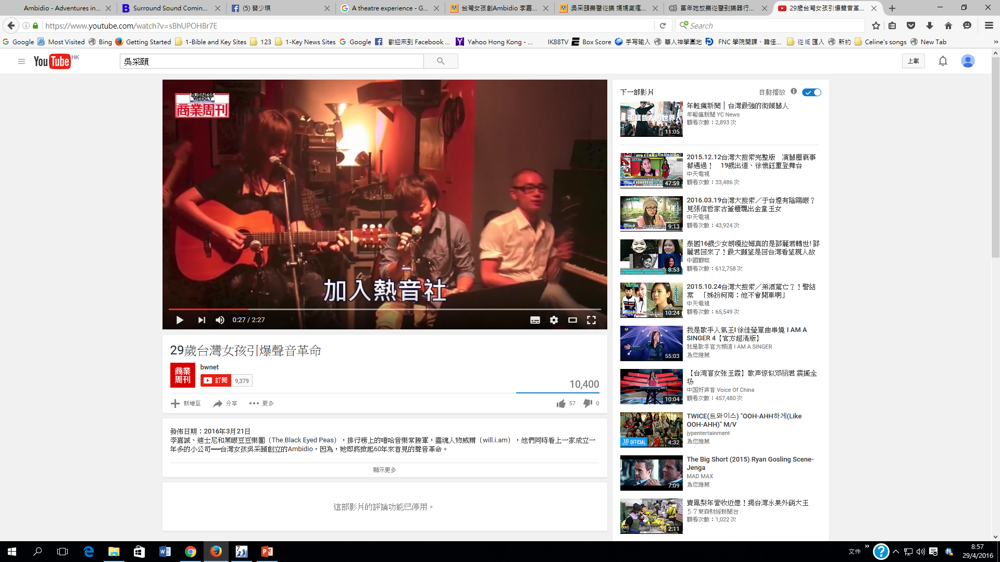 Ambidio - Adventures in...
Surround Sound Comin...
(5) 蔡少琪
A theatre experience - G...
台灣女孩創Ambidio 李嘉...
吳采頤棄醫從樂 媽媽氣瘋...
當年她放棄從醫到樂器行...
29歲台灣女孩引爆聲音革...
https://www.youtube.com/watch?v=sBhUPOHBr7E
Search
Google
Most Visited
Bing
Getting Started
1-Bible and Key Sites
123
1-Key News Sites
Google
歡迎來到 Facebook ...
Yahoo Hong Kong - ...
IK88TV
Box Score
手写输入
華人神學園地
FNC 學院開課、韓佳...
從 IE 匯入
新約
Celine's songs
New Tab
YouTube HK
吳采頤
上載
BUSINESS WEEKLY
商業周刊
加入熱音社
0:27 / 2:27
29歲台灣女孩引爆聲音革命
商業周刊
bwnet
訂閱 9,379
10,400
新增至 分享 更多 57 0
發佈日期：2016年3月21日
李嘉誠、迪士尼和黑眼豆豆樂團（The Black Eyed Peas），排行榜上的嘻哈音樂常勝軍，靈魂人物威爾（will.i.am），他們同時看上一家成立一
年多的小公司──台灣女孩吳采頤創立的Ambidio，因為，她即將掀起60年來首見的聲音革命。
顯示更多
這部影片的評論功能已停用。
下一部影片 自動播放
11:05
年輕瘋新聞│台灣最強的街頭藝人
年輕瘋新聞 YC News
觀看次數：2,893 次
47:59
2015.12.12台灣大搜索完整版　演藝圈衰事
都遇過！　19歲出道、徐懷鈺重登舞台
中天電視
觀看次數：33,486 次
9:13
2016.03.19台灣大搜索／于台煙有陰陽眼？
見張信哲家古董櫃飄出金童玉女
中天電視
觀看次數：43,924 次
8:53
泰國16歲少女朗嘎拉姆真的是鄧麗君轉世! 鄧
麗君回來了！最大願望是回台灣看望親人故
中國觀察
觀看次數：612,758 次
10:24
2015.10.24台灣大搜索／弟酒駕亡？！警結
案　「姊扮柯南：他不會開車啊」
中天電視
觀看次數：65,549 次
55:03
我是歌手人氣王l 徐佳瑩單曲串燒 I AM A
SINGER 4【官方超清版】
我是歌手官方頻道 I AM A SINGER
為您推薦
10:04
【台湾盲女张玉霞】歌声惊似邓丽君 震撼全
场
中国好声音 Voice Of China
觀看次數：457,480 次
JYP OFFICIAL
4:32
TWICE(트와이스) "OOH-AHH하게(Like
OOH-AHH)" M/V
jypentertainment
為您推薦
7:09
The Big Short (2015) Ryan Gosling Scene-
Jenga
MAD MAX
為您推薦
2:11
賣鳳梨年營收近億！揭台灣水果外銷大王
５７東森財經新聞台
觀看次數：1,022 次
文件
8:57
29/4/2016